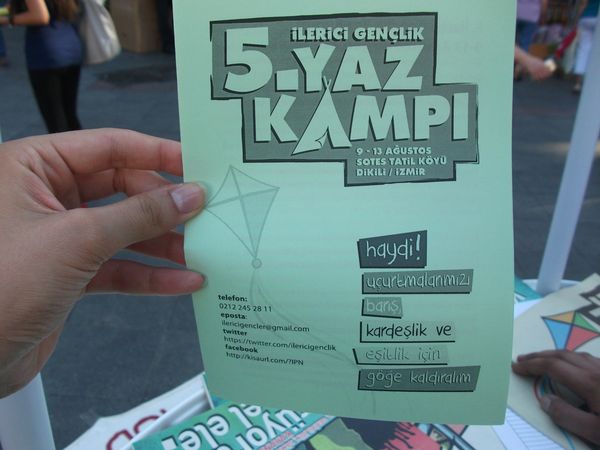 İLERİCİ GENÇLİK
5.YAZ
KAMPI
9 - 13 AĞUSTOS
SOTES TATİL KÖYÜ
DİKİLİ / İZMİR
haydi!
uçurtmalarımızı
barış,
kardeşlik ve
eşitlik için
göğe kaldıralım
telefon:
0212 245 28 11
eposta:
ilericigencler@gmail.com
twitter
https://twitter.com/ilericigenclik
facebook
http://kisaurl.com/?IPN